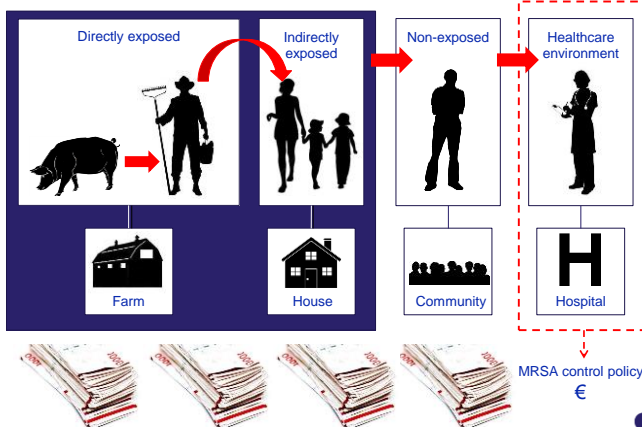 Directly exposed
Indirectly
exposed
Non-exposed
Healthcare
environment
Farm
House
Community
H
Hospital
MRSA control policy
€